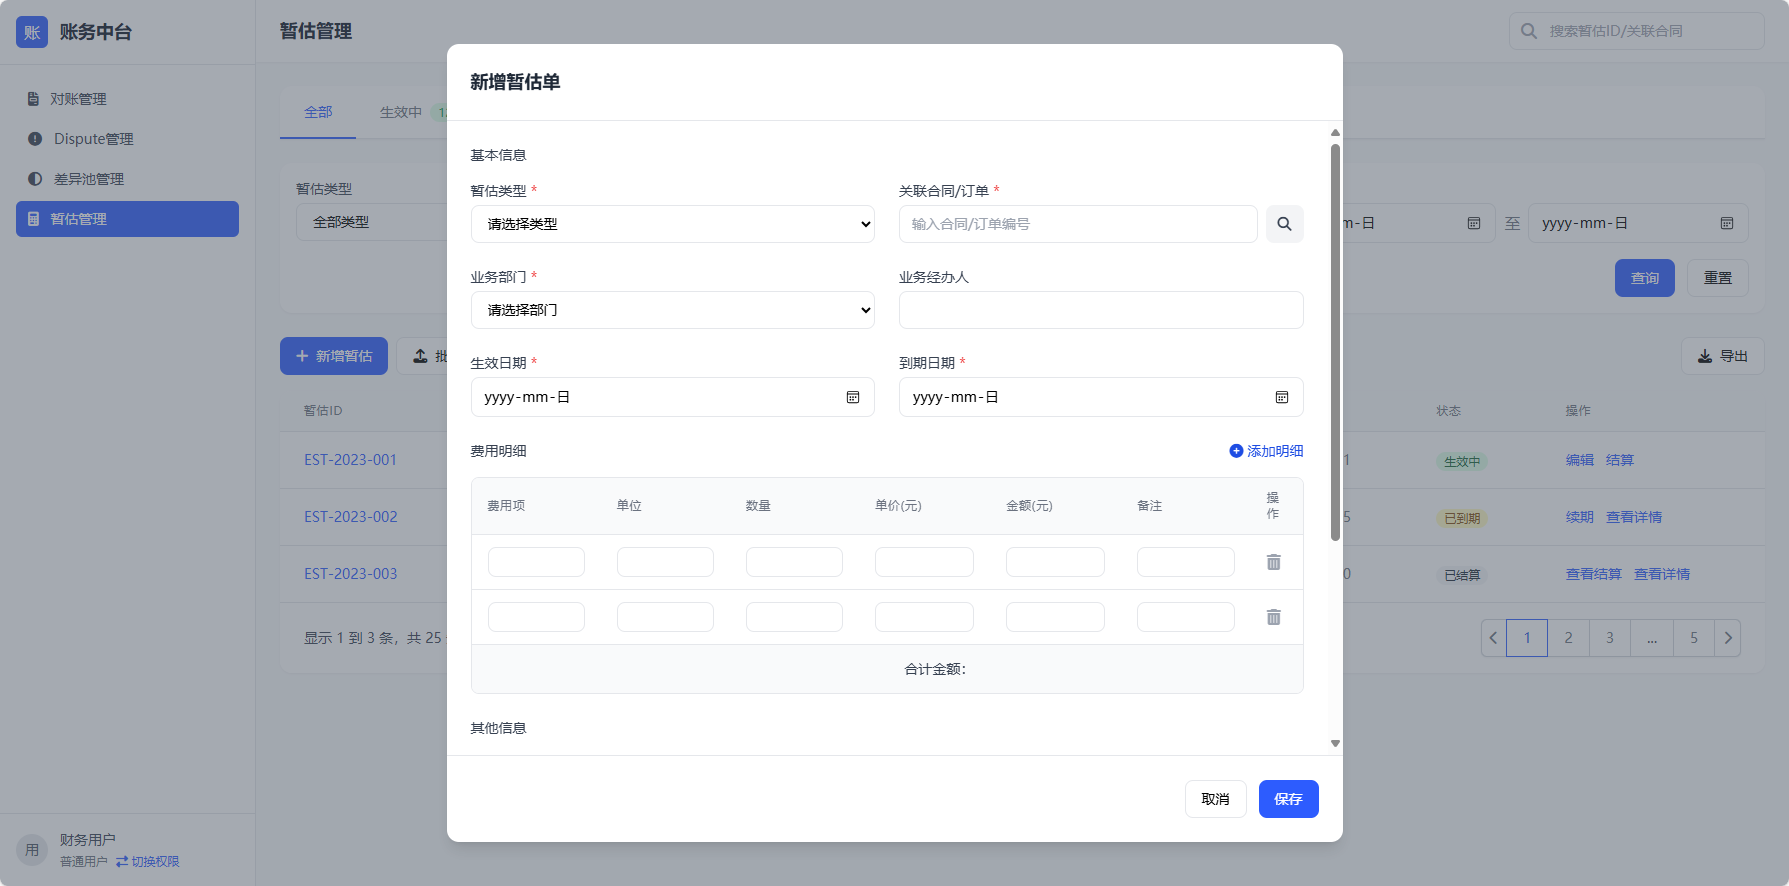 账 账务中台
对账管理
Dispute管理
差异池管理
暂估管理
用 财务用户
普通用户 切换权限
暂估管理
搜索暂估ID/关联合同
全部 生效中
暂估类型
全部类型
日 至 yyyy-mm-日
查询 重置
新增暂估
导出
暂估ID 状态 操作
EST-2023-001 1 生效中 编辑 结算
EST-2023-002 5 已到期 续期 查看详情
EST-2023-003 0 已结算 查看结算 查看详情
显示 1 到 3 条，共 25
1 2 3 ... 5
新增暂估单
基本信息
暂估类型 * 关联合同/订单 *
请选择类型 输入合同/订单编号
业务部门 * 业务经办人
请选择部门
生效日期 * 到期日期 *
yyyy-mm-日 yyyy-mm-日
费用明细 添加明细
费用项 单位 数量 单价(元) 金额(元) 备注 操作
合计金额:
其他信息
取消 保存